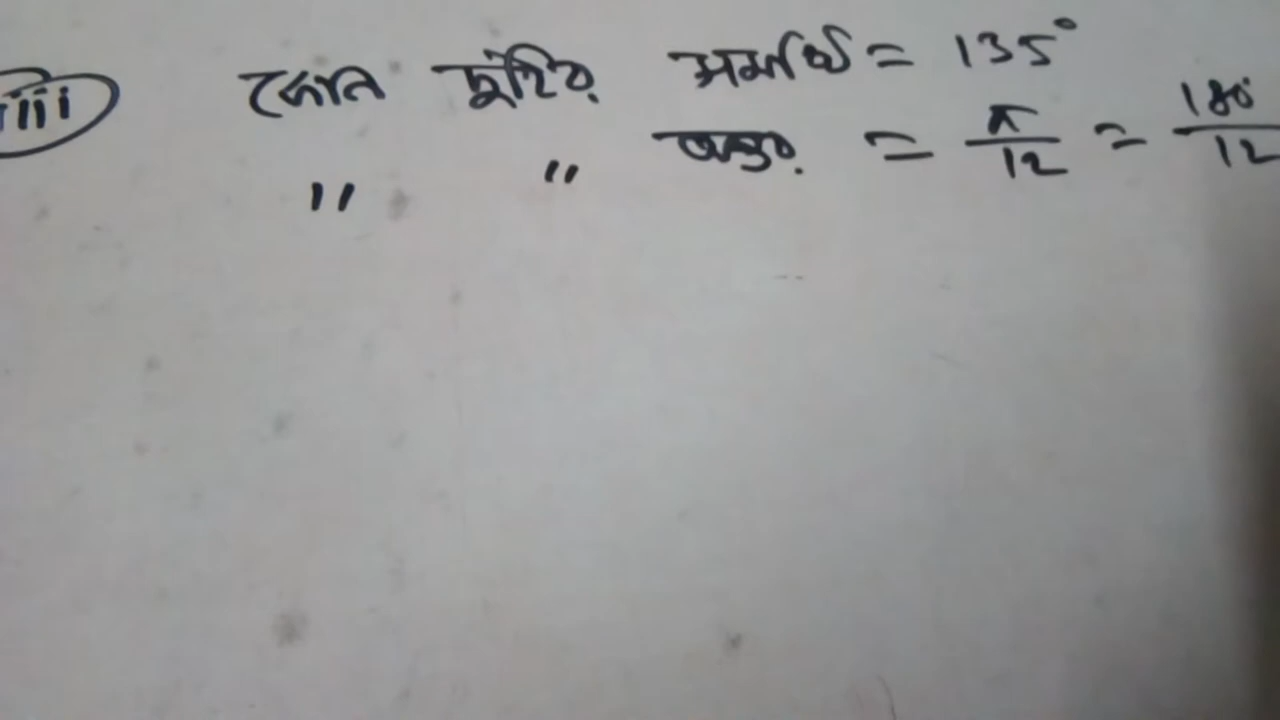 iii কোন দুটির সমষ্টি = 135°
" " অন্তর = π/12 = 180°/12